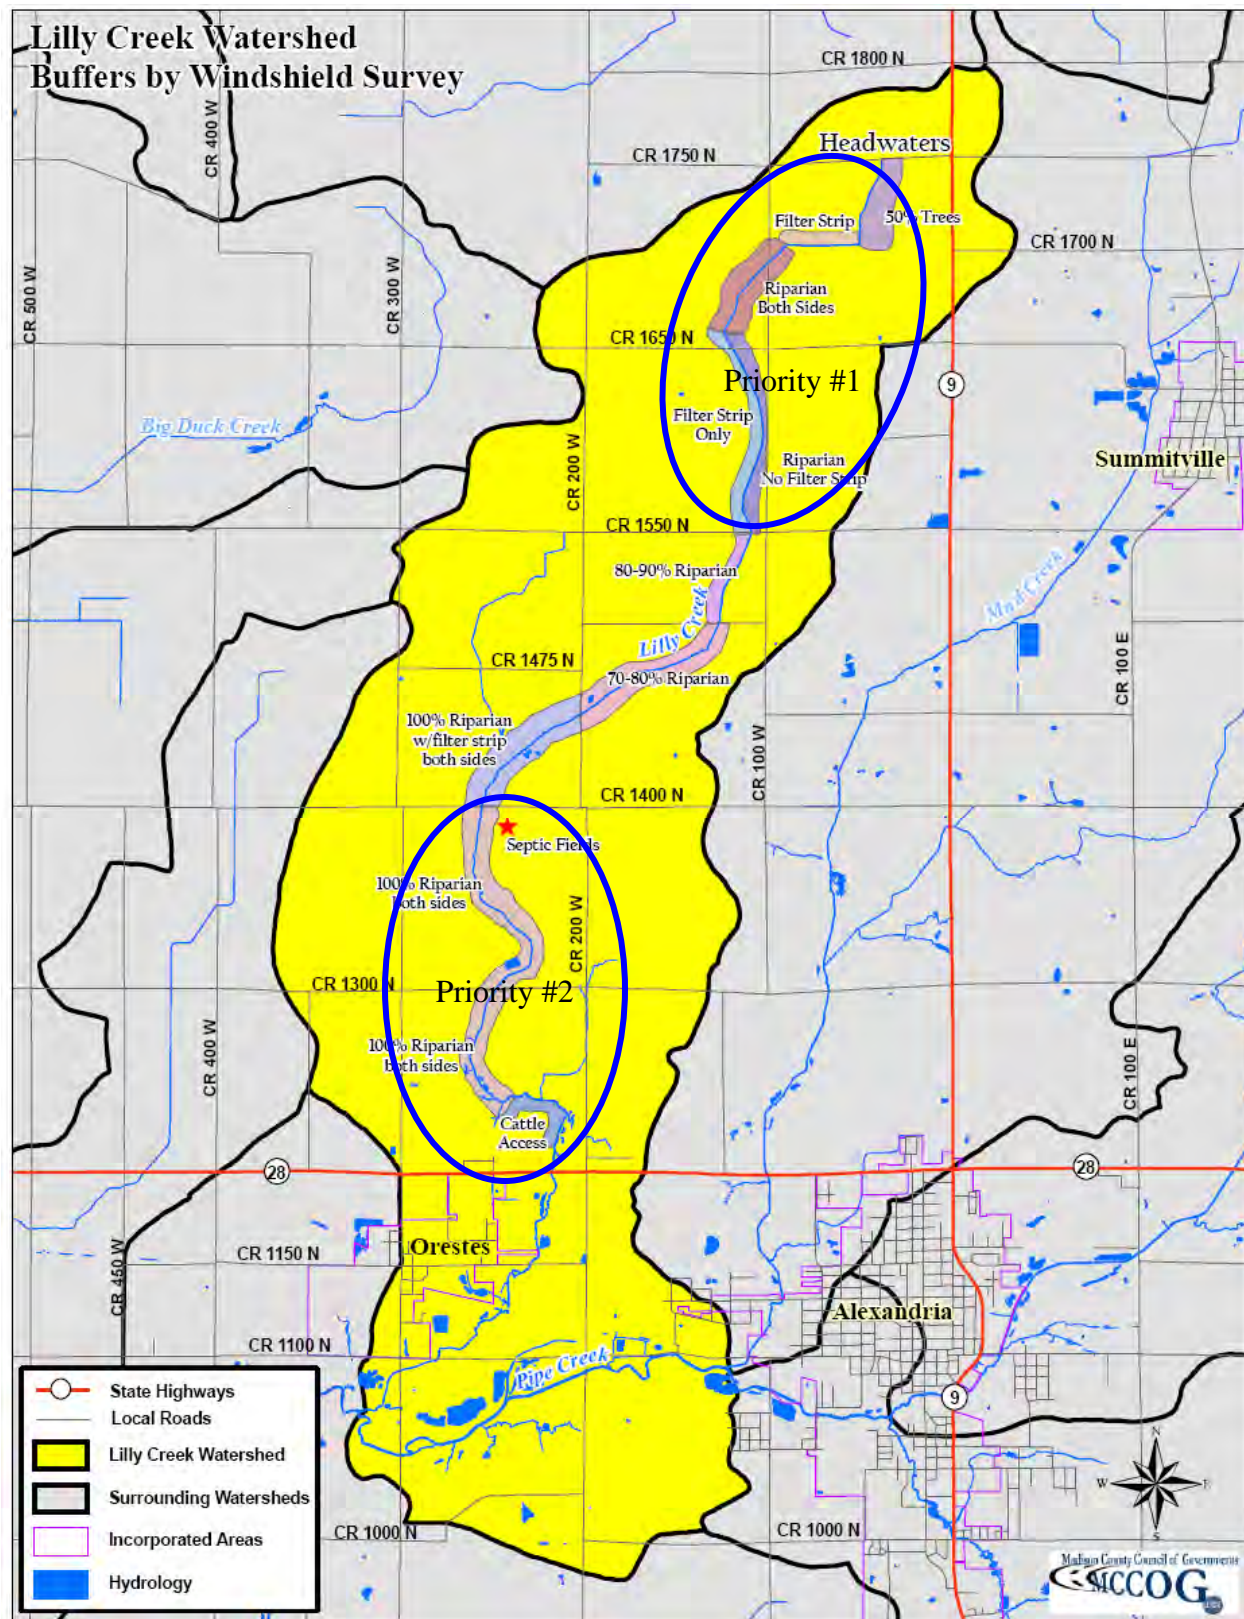 Lilly Creek Watershed
Buffers by Windshield Survey
CR 1800 N
CR 400 W
Headwaters
CR 1750 N
Filter Strip
50% Trees
CR 1700 N
CR 500 W
CR 300 W
Riparian
Both Sides
CR 1650 N
Priority #1
9
Filter Strip
Only
Big Duck Creek
CR 200 W
Riparian
No Filter Strip
Summitville
CR 1550 N
80-90% Riparian
Mud Creek
Lilly Creek
CR 1475 N
70-80% Riparian
CR 100 E
100% Riparian
w/filter strip
both sides
CR 100 W
CR 1400 N
Septic Fields
100% Riparian
both sides
CR 200 W
CR 1300 N
Priority #2
100% Riparian
both sides
CR 400 W
CR 100 E
Cattle
Access
28
28
Orestes
CR 1150 N
CR 450 W
Alexandria
CR 1100 N
Pipe Creek
9
State Highways
Local Roads
Lilly Creek Watershed
Surrounding Watersheds
Incorporated Areas
Hydrology
CR 1000 N
CR 1000 N
N
W
E
S
Madison County Council of Governments
MCCOG